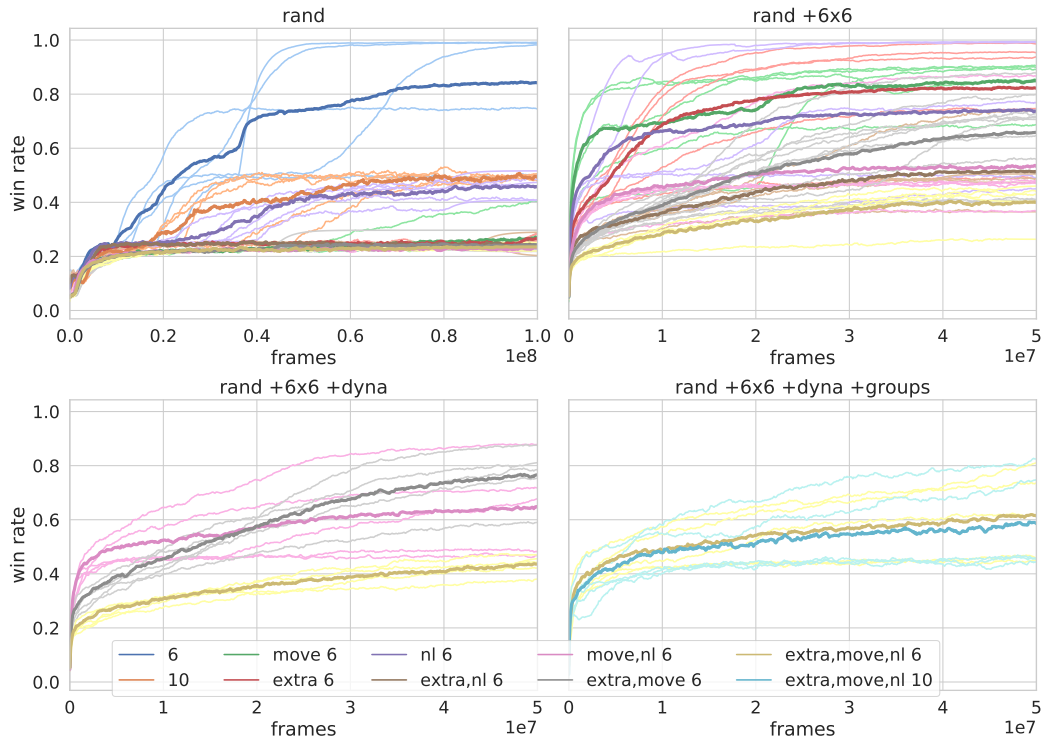 rand
rand +6x6
win rate
1.0
0.8
0.6
0.4
0.2
0.0
0.0 0.2 0.4 0.6 0.8 1.0
1e8
frames
0 1 2 3 4 5
1e7
frames
rand +6x6 +dyna
rand +6x6 +dyna +groups
win rate
1.0
0.8
0.6
0.4
0.2
0.0
6 move 6 nl 6 move,nl 6 extra,move,nl 6
10 extra 6 extra,nl 6 extra,move 6 extra,move,nl 10
0 1 2 3 4 5
1e7
frames
0 1 2 3 4 5
1e7
frames